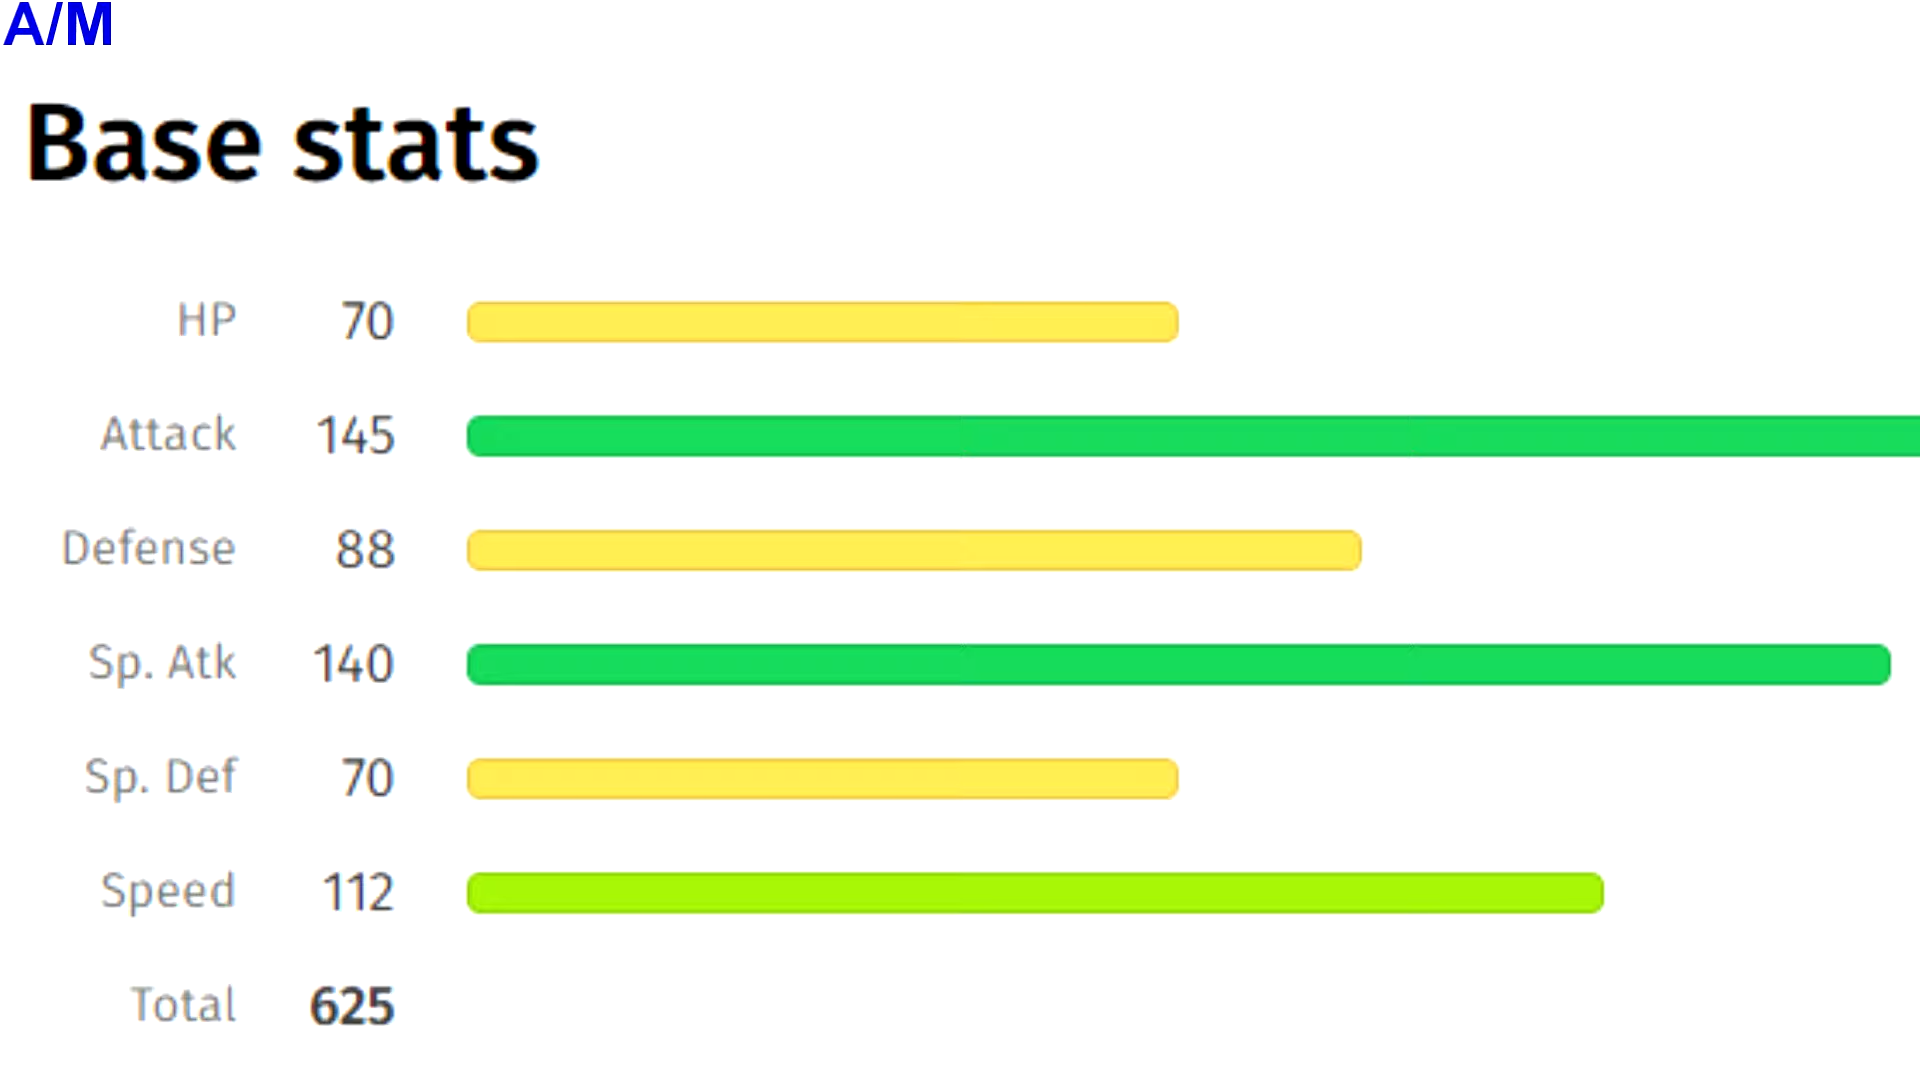 A/M
Base stats
HP 70
Attack 145
Defense 88
Sp. Atk 140
Sp. Def 70
Speed 112
Total 625